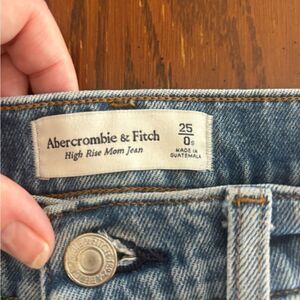 Abercrombie & Fitch
High Rise Mom Jean
25
0s
MADE IN
GUATEMALA